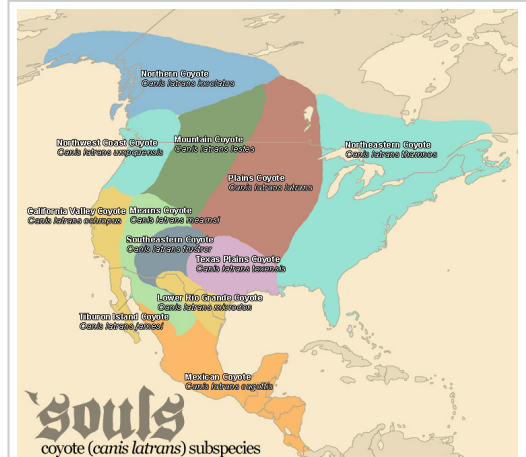 Northern Coyote
Canis latrans incolatus
Northwest Coast Coyote
Canis latrans umpquensis
Mountain Coyote
Canis latrans lestes
Northeastern Coyote
Canis latrans thamnos
Plains Coyote
Canis latrans latrans
California Valley Coyote
Canis latrans ochropus
Mearns Coyote
Canis latrans mearnsi
Southeastern Coyote
Canis latrans frustor
Texas Plains Coyote
Canis latrans texensis
Lower Rio Grande Coyote
Canis latrans microdon
Tiburon Island Coyote
Canis latrans jamesi
Mexican Coyote
Canis latrans cagottis
'souls
coyote (canis latrans) subspecies